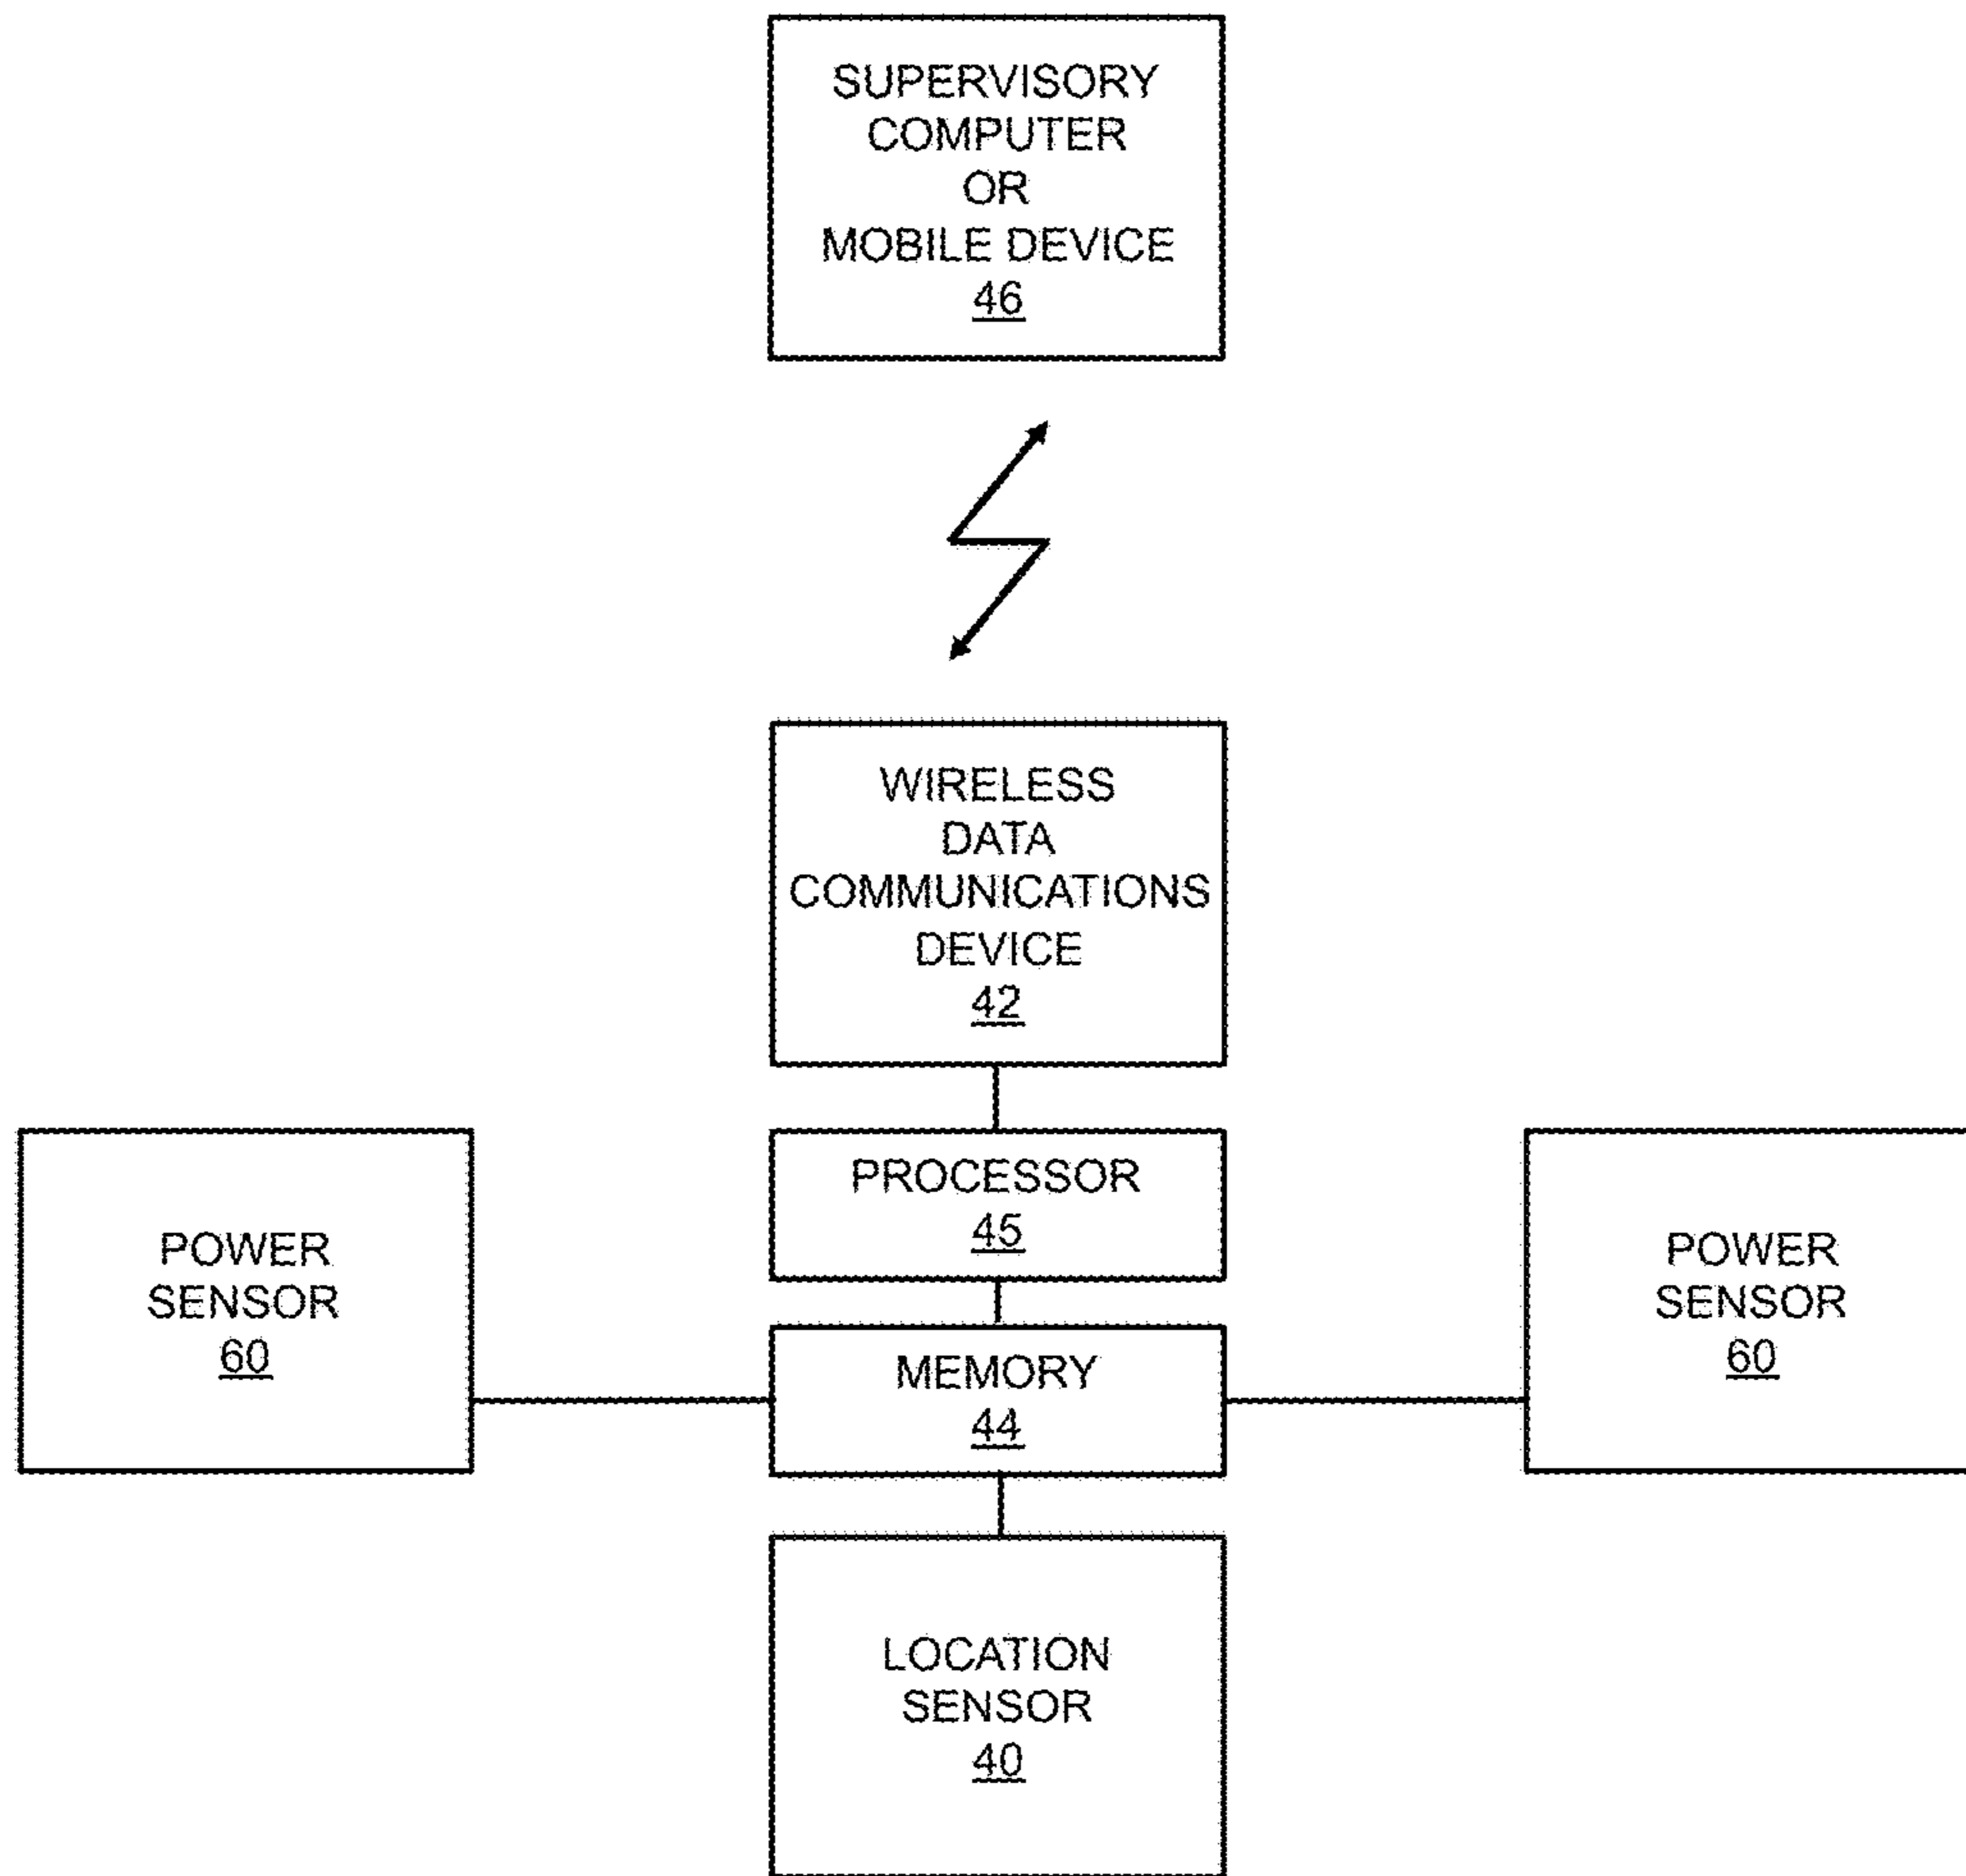 SUPERVISORY
COMPUTER
OR
MOBILE DEVICE
46
WIRELESS
DATA
COMMUNICATIONS
DEVICE
42
PROCESSOR
45
POWER
SENSOR
60
MEMORY
44
POWER
SENSOR
60
LOCATION
SENSOR
40